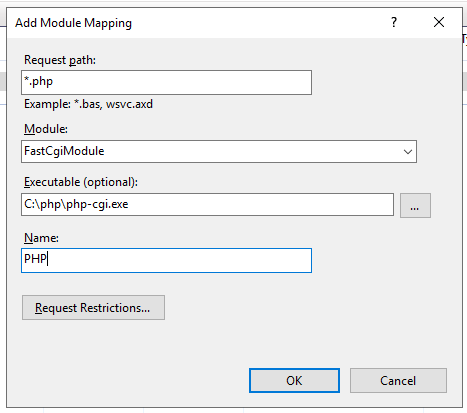 Add Module Mapping
?
Request path:
*.php
Example: *.bas, wsvc.axd
Module:
FastCgiModule
Executable (optional):
C:\php\php-cgi.exe
...
Name:
PHP
Request Restrictions...
OK
Cancel